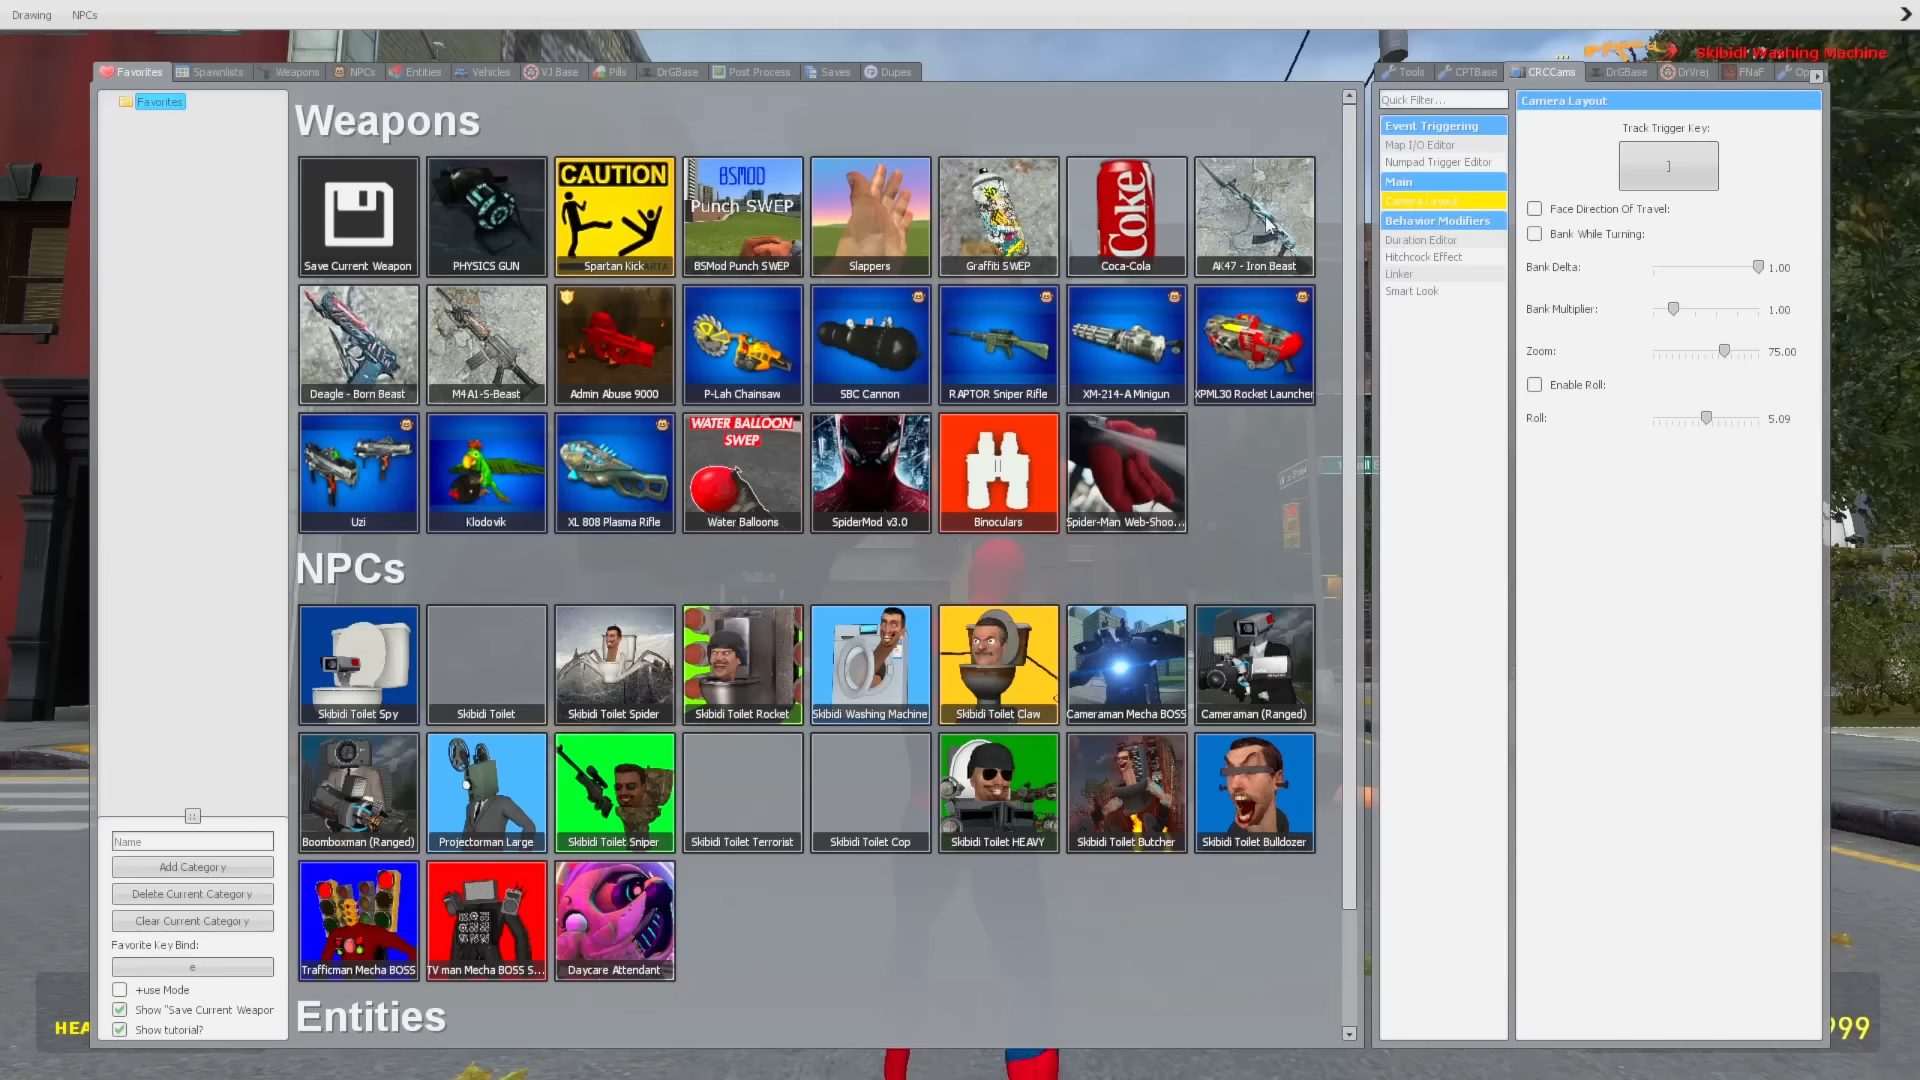 Drawing NPCs
Skibidi Washing Machine
Favorites Spawnlists Weapons NPCs Entities Vehicles VJ Base Pills DrGBase Post Process Saves Dupes
Tools CPTBase CRCCams DrGBase DrVrej FNaF
Favorites
Weapons
CAUTION
BSMOD
Punch SWEP
Coke
Save Current Weapon
PHYSICS GUN
Spartan Kick
BSMod Punch SWEP
Slappers
Graffiti SWEP
Coca-Cola
AK47 - Iron Beast
Deagle - Born Beast
M4A1-S-Beast
Admin Abuse 9000
P-Lah Chainsaw
SBC Cannon
RAPTOR Sniper Rifle
XM-214-A Minigun
XPML30 Rocket Launcher
WATER BALLOON
SWEP
Uzi
Klodovik
XL 808 Plasma Rifle
Water Balloons
SpiderMod v3.0
Binoculars
Spider-Man Web-Shoo...
NPCs
Skibidi Toilet Spy
Skibidi Toilet
Skibidi Toilet Spider
Skibidi Toilet Rocket
Skibidi Washing Machine
Skibidi Toilet Claw
Cameraman Mecha BOSS
Cameraman (Ranged)
Boomboxman (Ranged)
Projectorman Large
Skibidi Toilet Sniper
Skibidi Toilet Terrorist
Skibidi Toilet Cop
Skibidi Toilet HEAVY
Skibidi Toilet Butcher
Skibidi Toilet Bulldozer
Trafficman Mecha BOSS
TV man Mecha BOSS S...
Daycare Attendant
Entities
Name
Add Category
Delete Current Category
Clear Current Category
Favorite Key Bind:
e
+use Mode
Show "Save Current Weapon
Show tutorial?
Quick Filter...
Event Triggering
Map I/O Editor
Numpad Trigger Editor
Main
Camera Layout
Behavior Modifiers
Duration Editor
Hitchcock Effect
Linker
Smart Look
Camera Layout
Track Trigger Key:
]
Face Direction Of Travel:
Bank While Turning:
Bank Delta: 1.00
Bank Multiplier: 1.00
Zoom: 75.00
Enable Roll:
Roll: 5.09
HEA
999